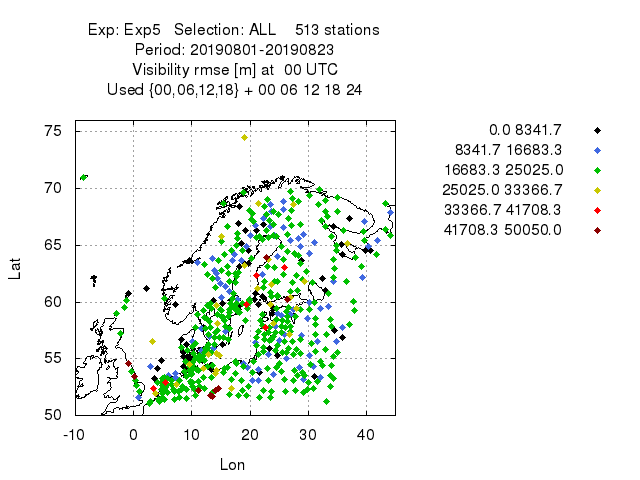 Exp: Exp5 Selection: ALL 513 stations
Period: 20190801-20190823
Visibility rmse [m] at 00 UTC
Used {00,06,12,18} + 00 06 12 18 24
0.0 8341.7
8341.7 16683.3
16683.3 25025.0
25025.0 33366.7
33366.7 41708.3
41708.3 50050.0
75
70
65
60
55
50
Lat
-10 0 10 20 30 40
Lon